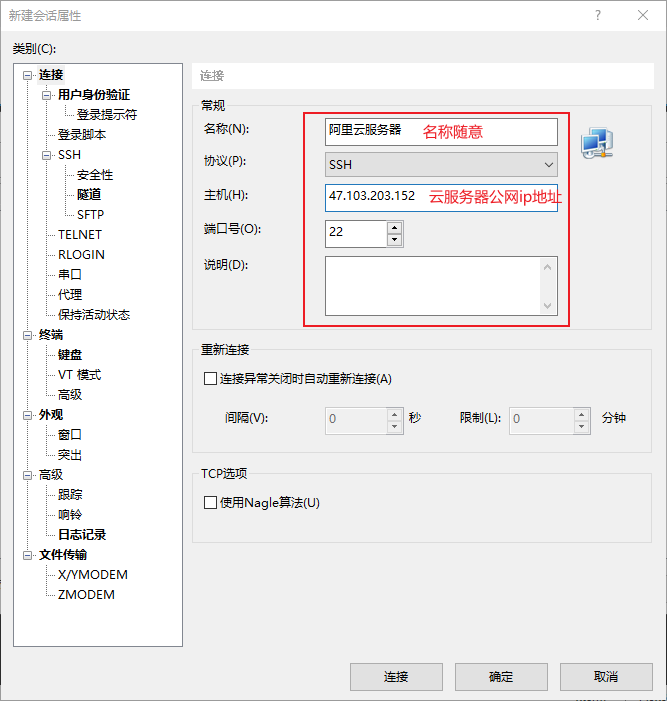 新建会话属性
类别(C):
连接
用户身份验证
登录提示符
登录脚本
SSH
安全性
隧道
SFTP
TELNET
RLOGIN
串口
代理
保持活动状态
终端
键盘
VT 模式
高级
外观
窗口
突出
高级
跟踪
响铃
日志记录
文件传输
X/YMODEM
ZMODEM
连接
常规
名称(N): 阿里云服务器 名称随意
协议(P): SSH
主机(H): 47.103.203.152 云服务器公网ip地址
端口号(O): 22
说明(D):
重新连接
连接异常关闭时自动重新连接(A)
间隔(V): 0 秒 限制(L): 0 分钟
TCP选项
使用Nagle算法(U)
连接 确定 取消